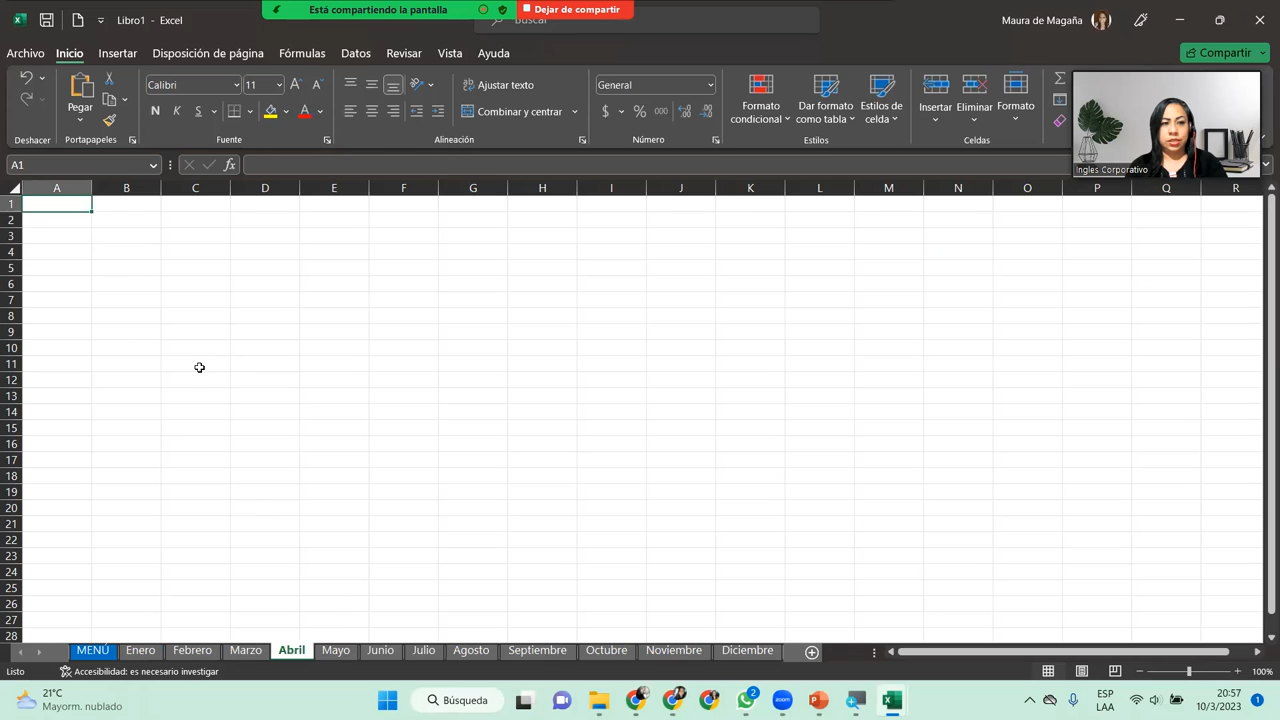 Está compartiendo la pantalla
Dejar de compartir
Libro1 - Excel
Buscar
Maura de Magaña
Archivo Inicio Insertar Disposición de página Fórmulas Datos Revisar Vista Ayuda
Compartir
Pegar
Calibri 11
N K S
Ajustar texto
Combinar y centrar
General
$ % 000
Formato condicional
Dar formato como tabla
Estilos de celda
Insertar Eliminar Formato
Deshacer Portapapeles Fuente Alineación Número Estilos Celdas
Ingles Corporativo
A1 fx
A B C D E F G H I J K L M N O P Q R
1
2
3
4
5
6
7
8
9
10
11
12
13
14
15
16
17
18
19
20
21
22
23
24
25
26
27
28
MENÚ Enero Febrero Marzo Abril Mayo Junio Julio Agosto Septiembre Octubre Noviembre Diciembre
Listo Accesibilidad: es necesario investigar 100%
21°C
Mayorm. nublado
Búsqueda
2
zoom
ESP
LAA
20:57
10/3/2023
1